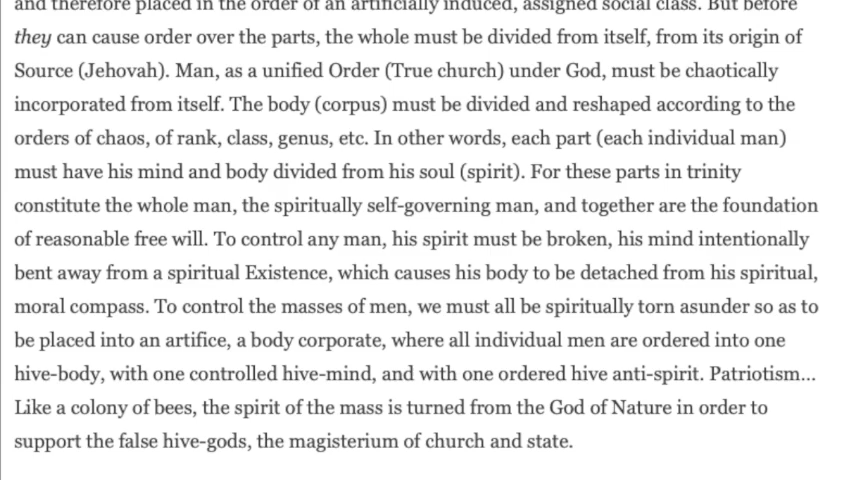 and therefore placed in the order of an artificially induced, assigned social class. But before
they can cause order over the parts, the whole must be divided from itself, from its origin of
Source (Jehovah). Man, as a unified Order (True church) under God, must be chaotically
incorporated from itself. The body (corpus) must be divided and reshaped according to the
orders of chaos, of rank, class, genus, etc. In other words, each part (each individual man)
must have his mind and body divided from his soul (spirit). For these parts in trinity
constitute the whole man, the spiritually self-governing man, and together are the foundation
of reasonable free will. To control any man, his spirit must be broken, his mind intentionally
bent away from a spiritual Existence, which causes his body to be detached from his spiritual,
moral compass. To control the masses of men, we must all be spiritually torn asunder so as to
be placed into an artifice, a body corporate, where all individual men are ordered into one
hive-body, with one controlled hive-mind, and with one ordered hive anti-spirit. Patriotism...
Like a colony of bees, the spirit of the mass is turned from the God of Nature in order to
support the false hive-gods, the magisterium of church and state.